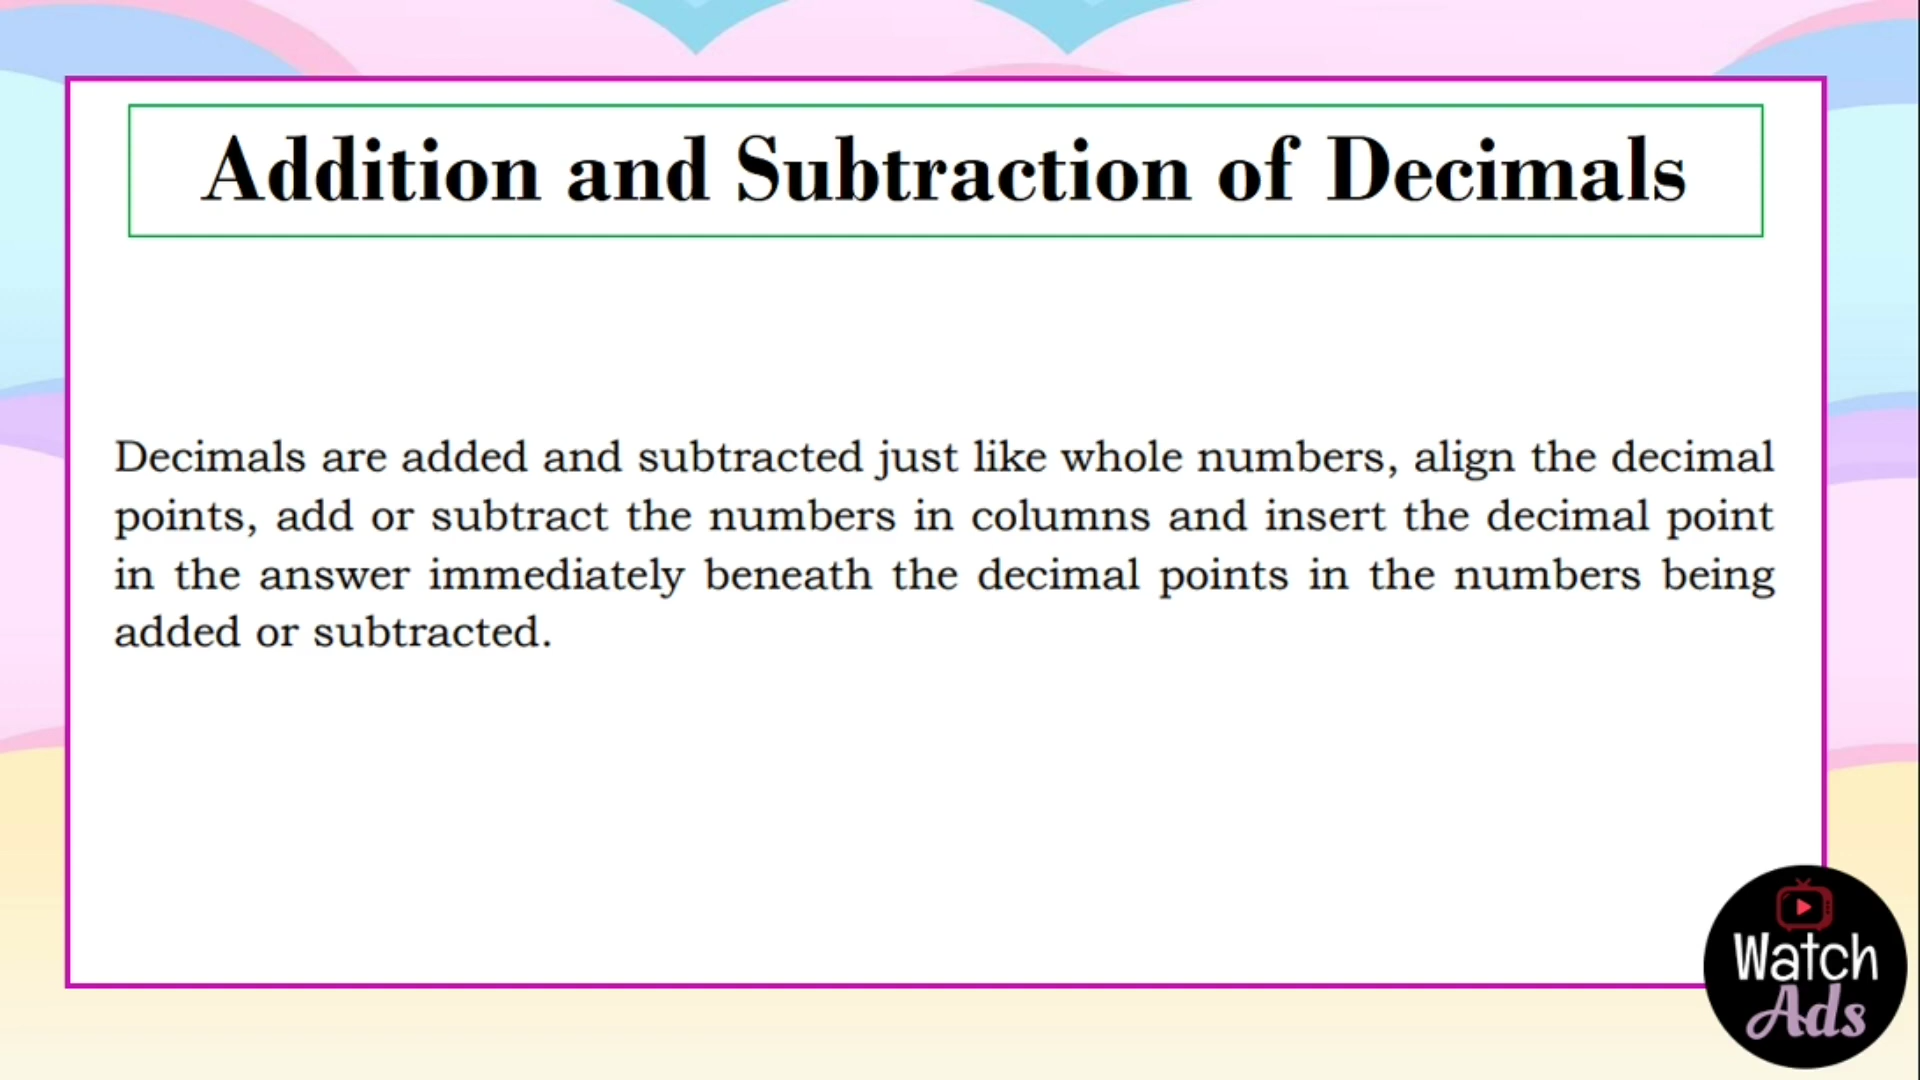 Addition and Subtraction of Decimals
Decimals are added and subtracted just like whole numbers, align the decimal
points, add or subtract the numbers in columns and insert the decimal point
in the answer immediately beneath the decimal points in the numbers being
added or subtracted.
Watch
Ads